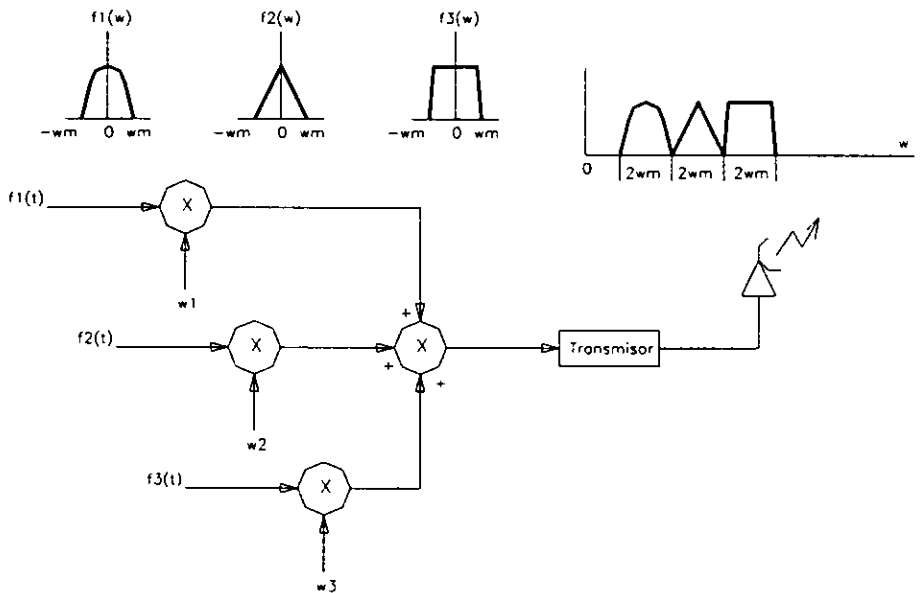 f1(w)
f2(w)
f3(w)
-wm 0 wm
-wm 0 wm
-wm 0 wm
0
2wm
2wm
2wm
w
f1(t)
X
w1
+
f2(t)
X
X
Transmisor
+
+
w2
f3(t)
X
w3